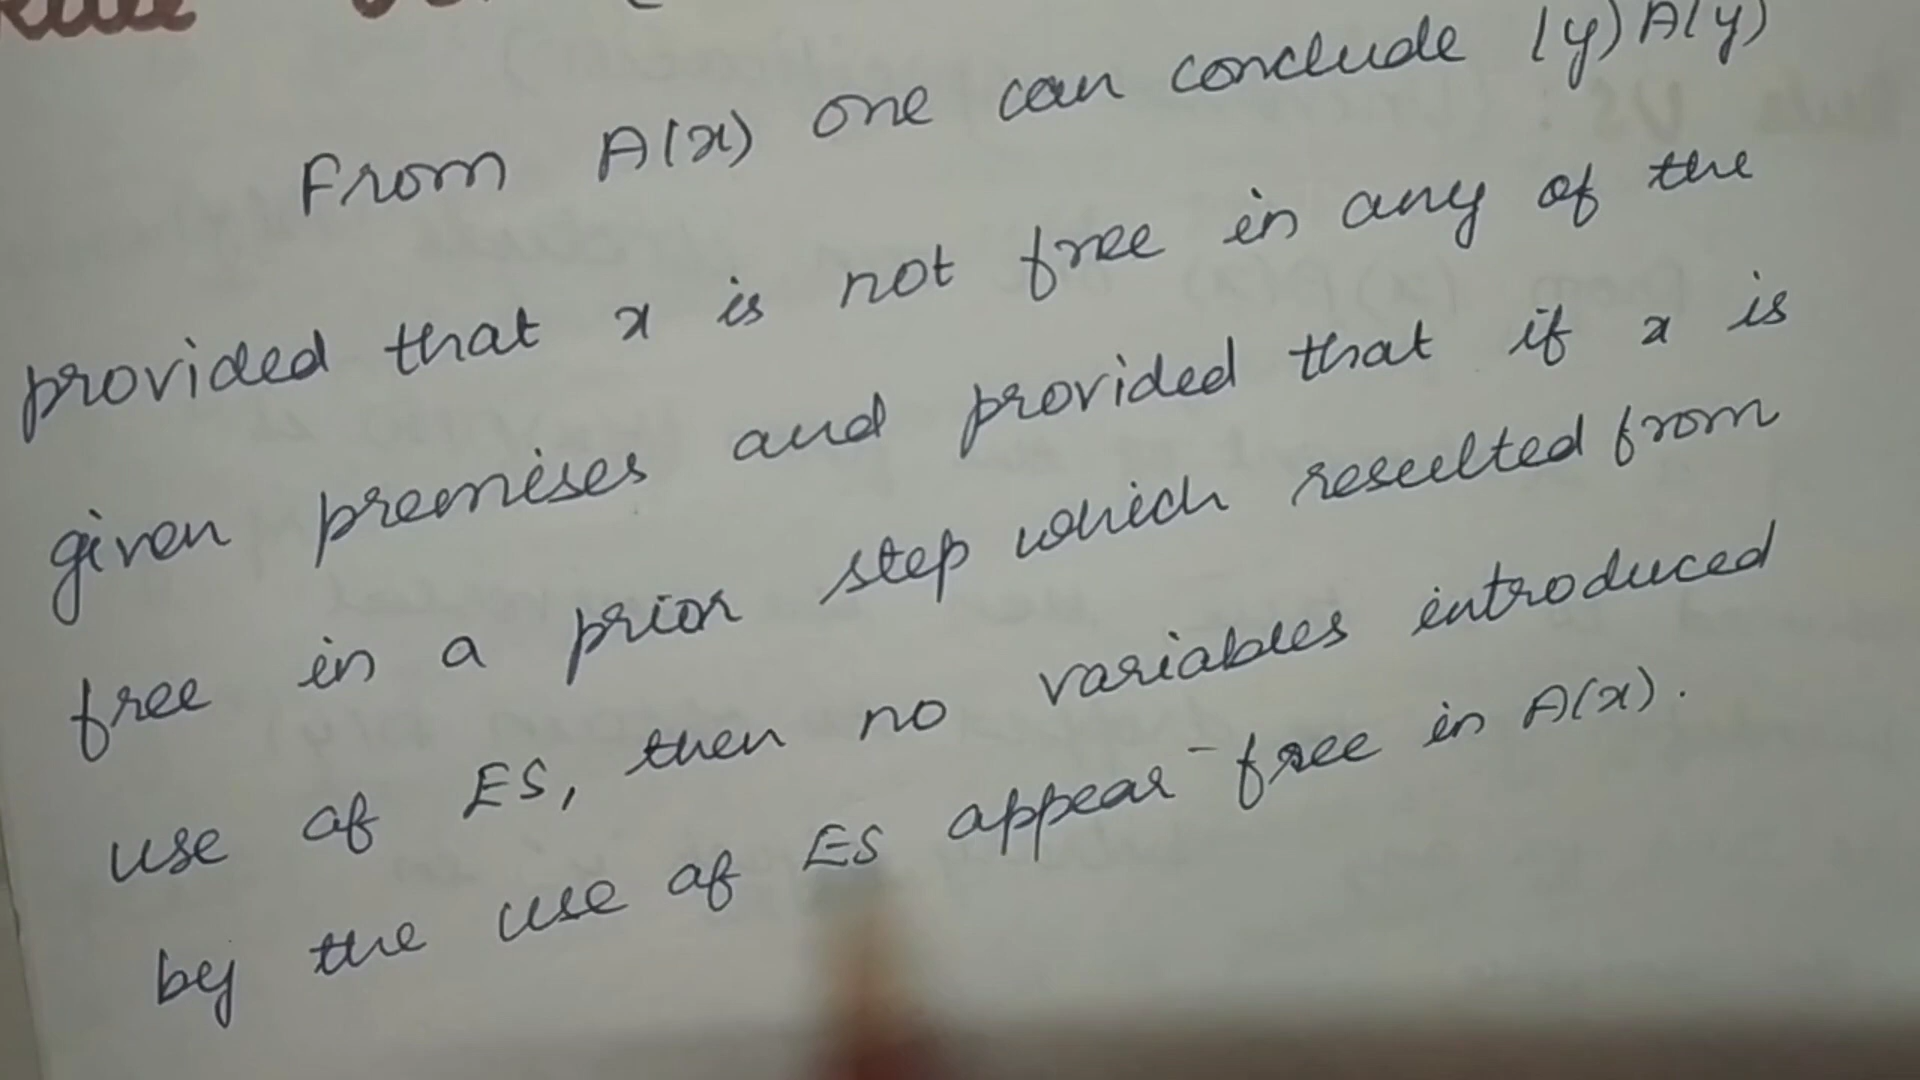 From A(x) one can conclude (y)A(y)
provided that x is not free in any of the
given premises and provided that if x is
free in a prior step which resulted from
use of ES, then no variables introduced
by the use of ES appear free in A(x).